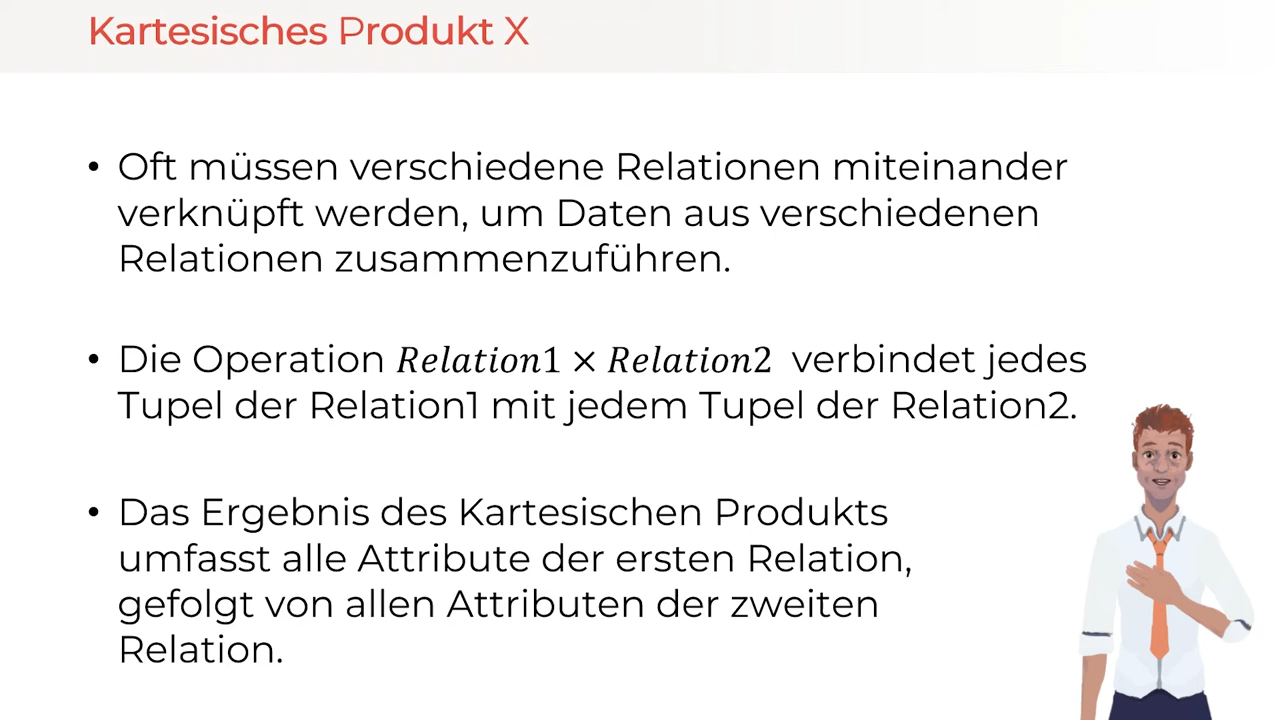 Kartesisches Produkt X
• Oft müssen verschiedene Relationen miteinander
verknüpft werden, um Daten aus verschiedenen
Relationen zusammenzuführen.
• Die Operation Relation1 × Relation2 verbindet jedes
Tupel der Relation1 mit jedem Tupel der Relation2.
• Das Ergebnis des Kartesischen Produkts
umfasst alle Attribute der ersten Relation,
gefolgt von allen Attributen der zweiten
Relation.